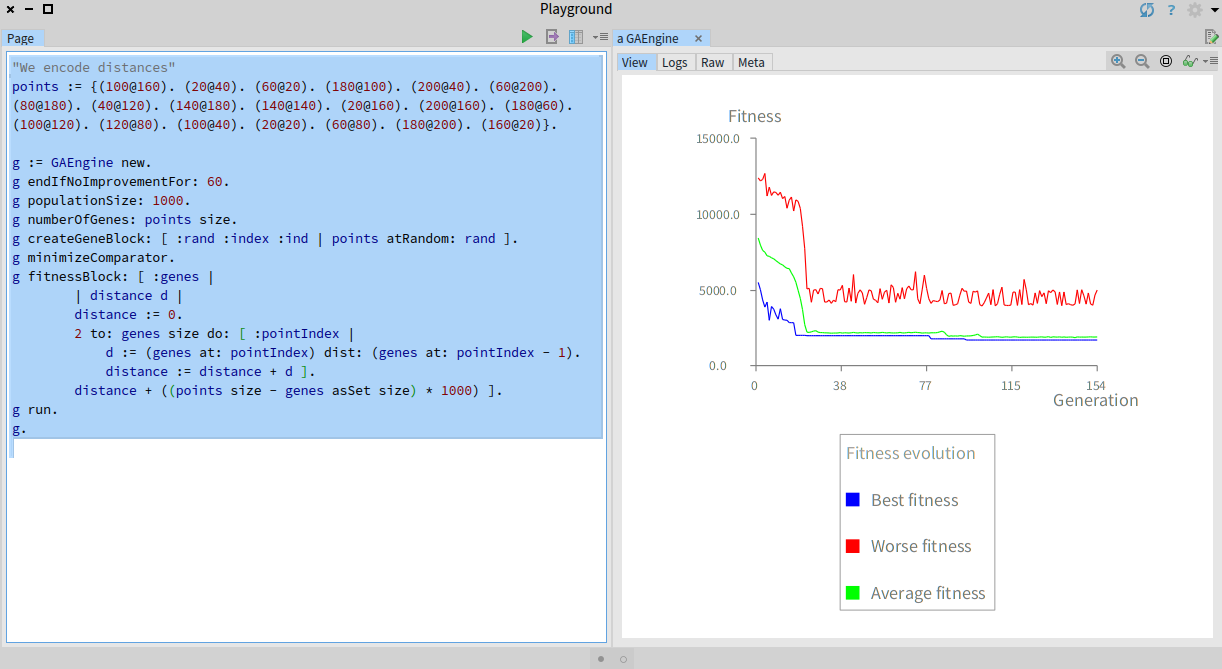 Playground
Page
a GAEngine
View Logs Raw Meta
"We encode distances"
points := {(100@160). (20@40). (60@20). (180@100). (200@40). (60@200).
(80@180). (40@120). (140@180). (140@140). (20@160). (200@160). (180@60).
(100@120). (120@80). (100@40). (20@20). (60@80). (180@200). (160@20)}.
g := GAEngine new.
g endIfNoImprovementFor: 60.
g populationSize: 1000.
g numberOfGenes: points size.
g createGeneBlock: [ :rand :index :ind | points atRandom: rand ].
g minimizeComparator.
g fitnessBlock: [ :genes |
| distance d |
distance := 0.
2 to: genes size do: [ :pointIndex |
d := (genes at: pointIndex) dist: (genes at: pointIndex - 1).
distance := distance + d ].
distance + ((points size - genes asSet size) * 1000) ].
g run.
g.
Fitness
15000.0
10000.0
5000.0
0.0
0 38 77 115 154
Generation
Fitness evolution
Best fitness
Worse fitness
Average fitness